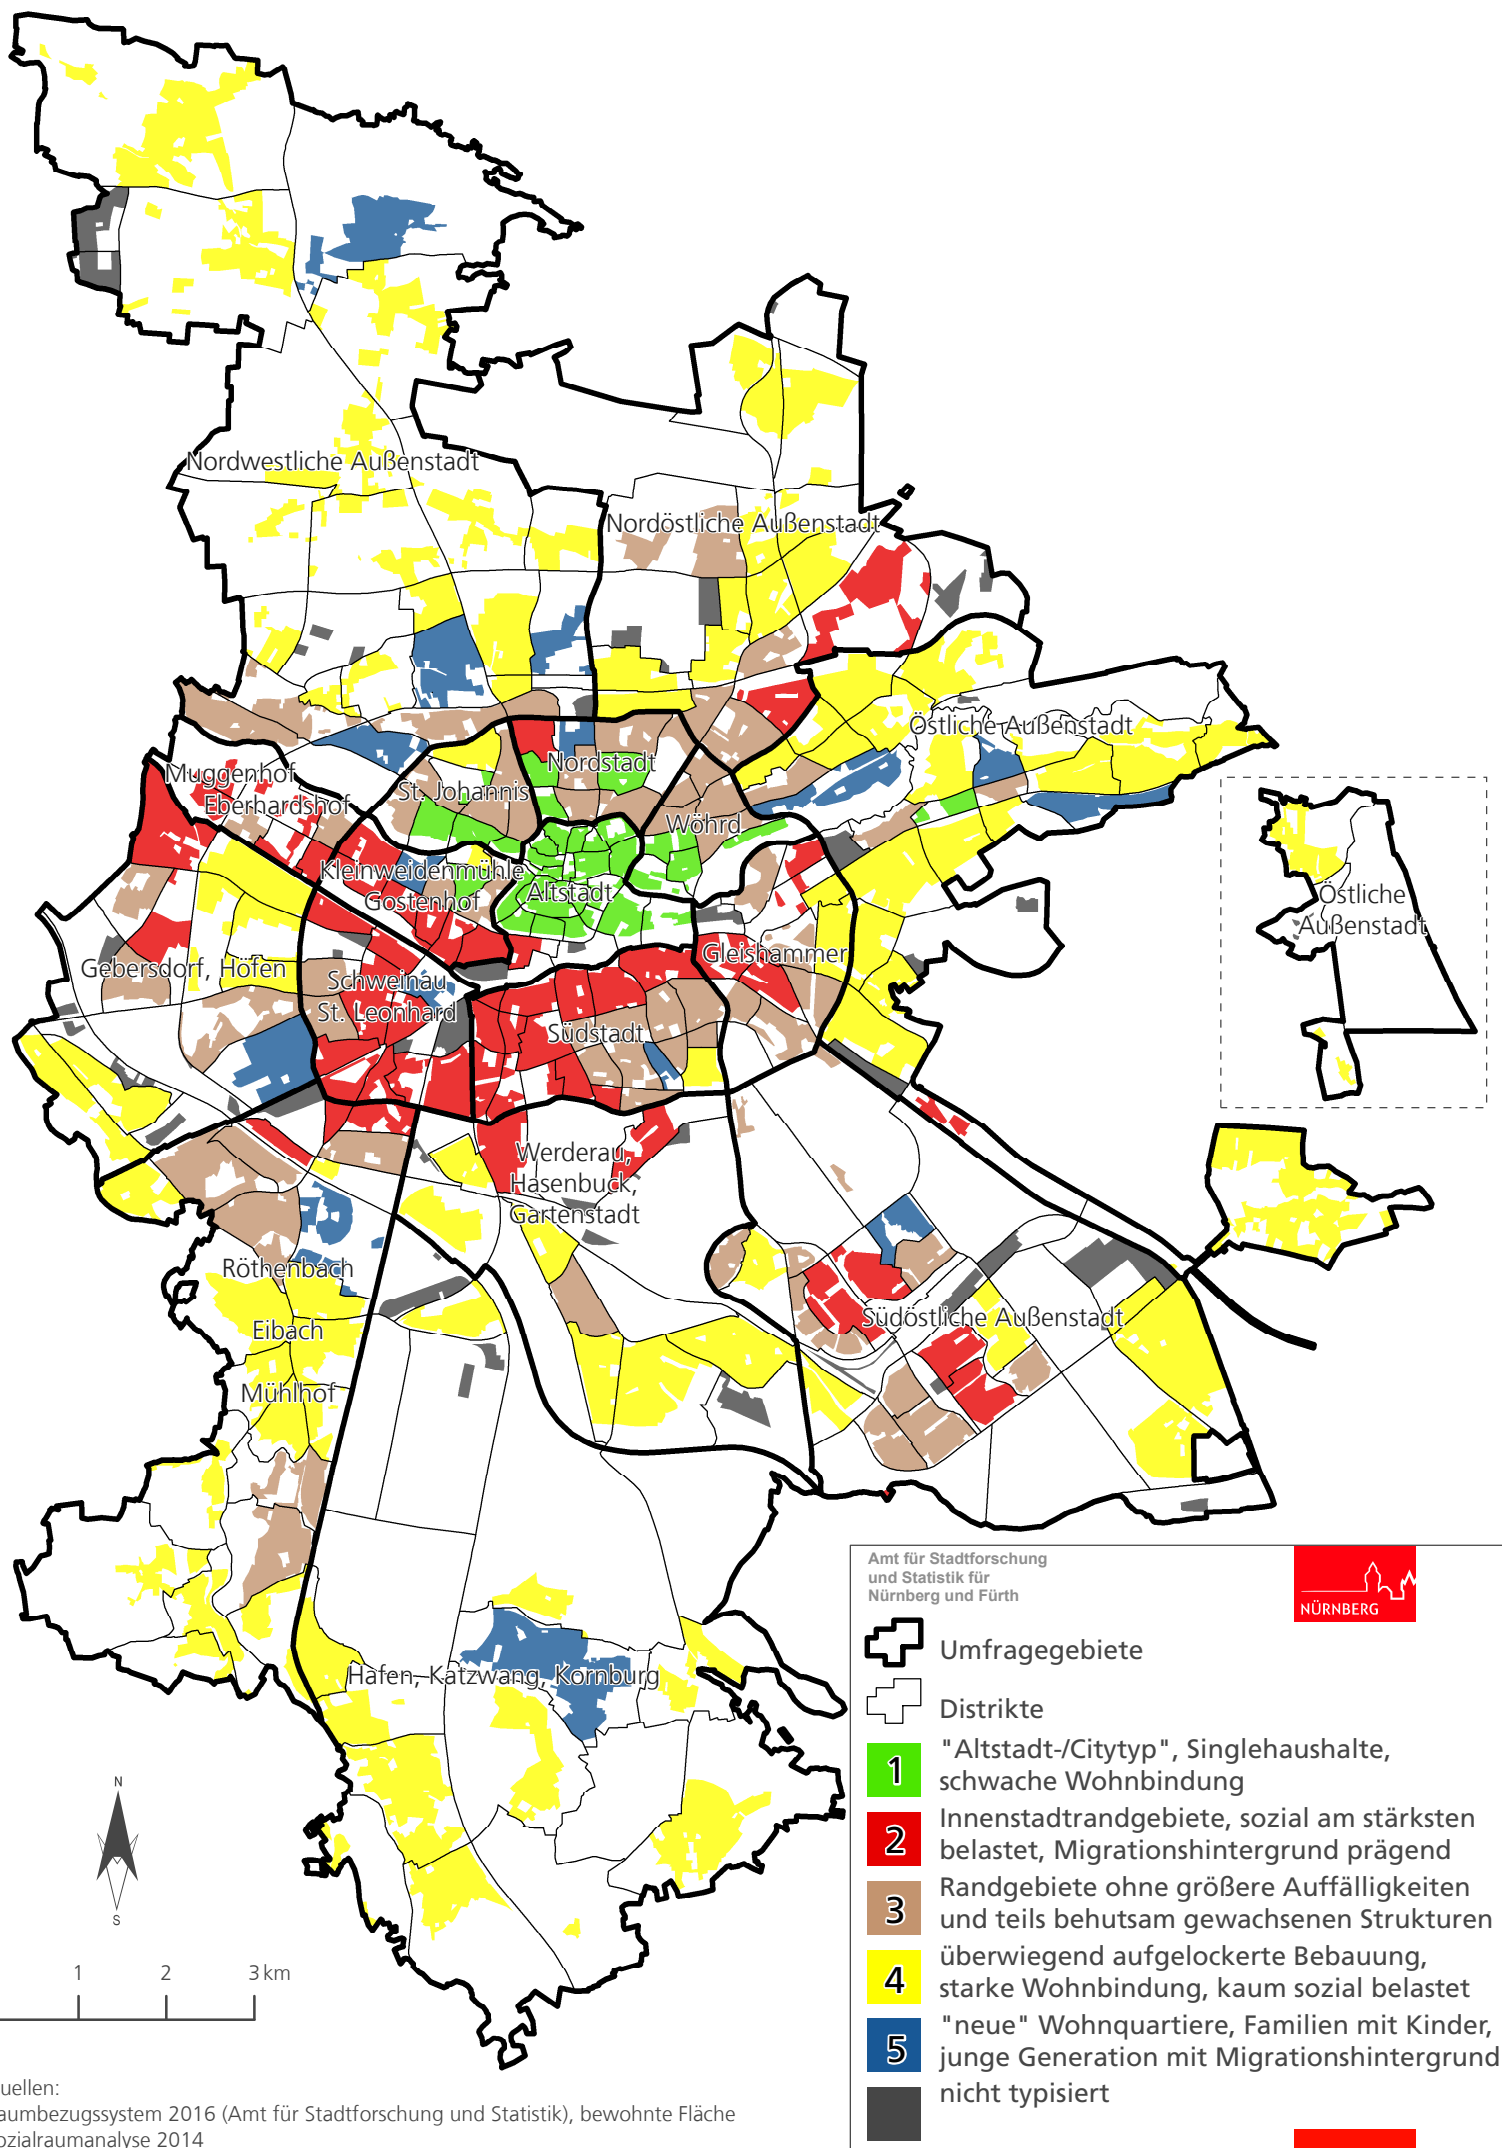 Nordwestliche Außenstadt
Nordöstliche Außenstadt
Östliche Außenstadt
Nordstadt
Muggenhof
Eberhardshof
St. Johannis
Wöhrd
Kleinweidenmühle
Gostenhof
Altstadt
Östliche
Außenstadt
Gleishammer
Gebersdorf, Höfen
Schweinau
St. Leonhard
Südstadt
Werderau,
Hasenbuck,
Gartenstadt
Röthenbach
Eibach
Mühlhof
Südöstliche Außenstadt
Hafen, Katzwang, Kornburg
N
S
1 2 3 km
Amt für Stadtforschung
und Statistik für
Nürnberg und Fürth
NÜRNBERG
Umfragegebiete
Distrikte
1 "Altstadt-/Citytyp", Singlehaushalte,
schwache Wohnbindung
2 Innenstadtrandgebiete, sozial am stärksten
belastet, Migrationshintergrund prägend
3 Randgebiete ohne größere Auffälligkeiten
und teils behutsam gewachsenen Strukturen
4 überwiegend aufgelockerte Bebauung,
starke Wohnbindung, kaum sozial belastet
5 "neue" Wohnquartiere, Familien mit Kinder,
junge Generation mit Migrationshintergrund
nicht typisiert
uellen:
aumbezugssystem 2016 (Amt für Stadtforschung und Statistik), bewohnte Fläche
ozialraumanalyse 2014